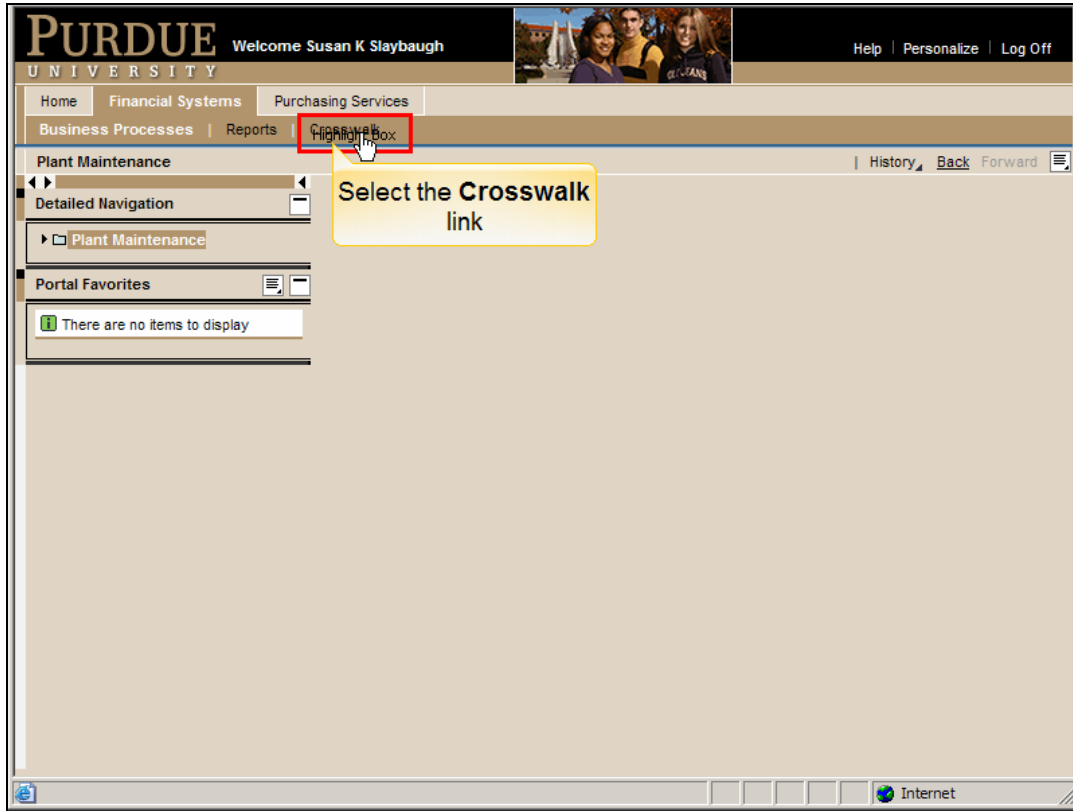 PURDUE
UNIVERSITY
Welcome Susan K Slaybaugh
Help | Personalize | Log Off
Home Financial Systems Purchasing Services
Business Processes | Reports | Crosswalk
Highlight Box
Plant Maintenance
| History Back Forward
Select the Crosswalk
link
Detailed Navigation
Plant Maintenance
Portal Favorites
There are no items to display
Internet